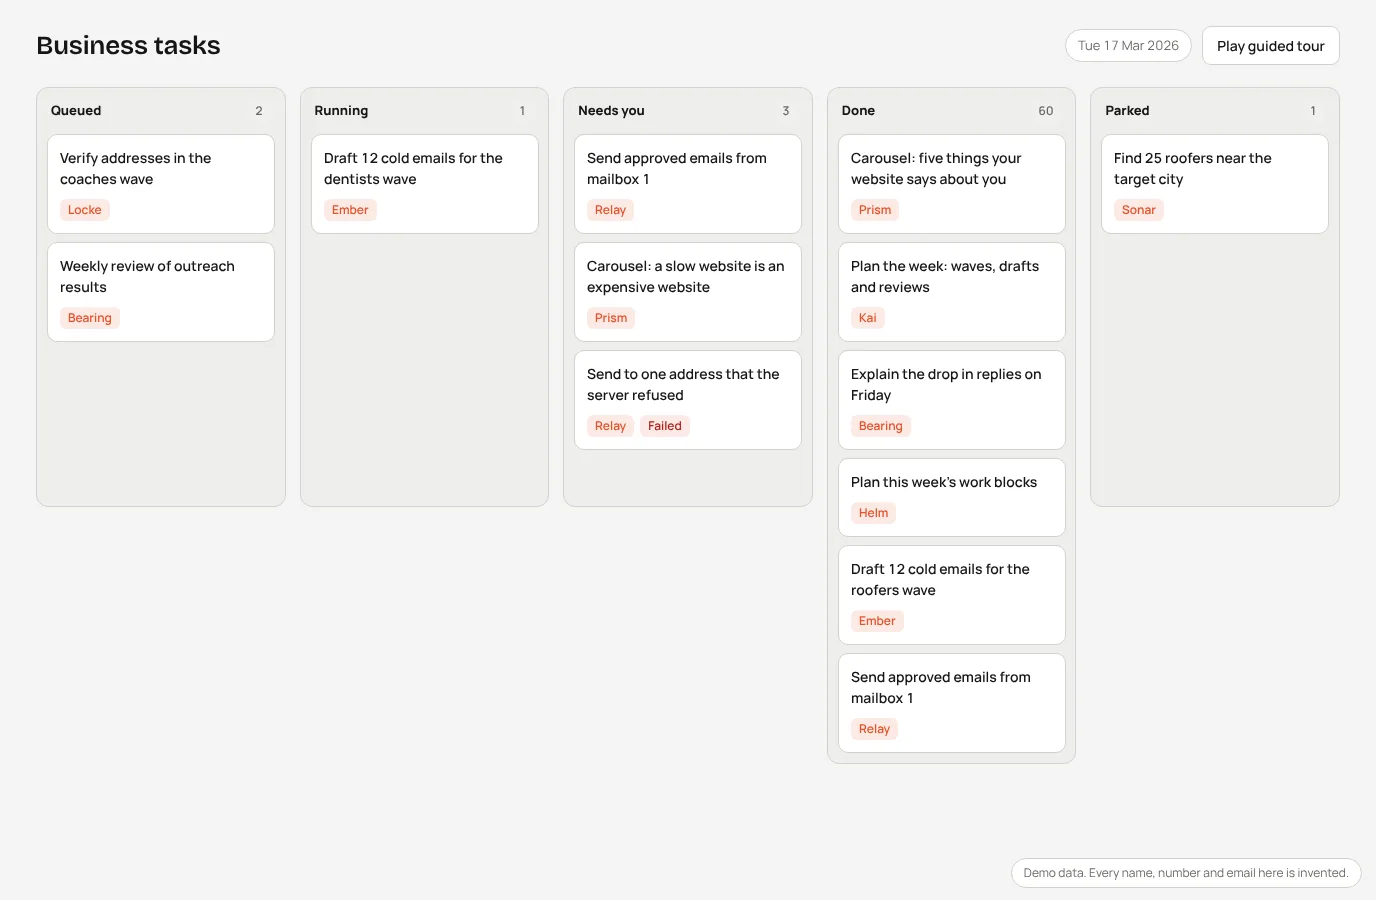 Business tasks
Tue 17 Mar 2026
Play guided tour
Queued 2
Verify addresses in the
coaches wave
Locke
Weekly review of outreach
results
Bearing
Running 1
Draft 12 cold emails for the
dentists wave
Ember
Needs you 3
Send approved emails from
mailbox 1
Relay
Carousel: a slow website is an
expensive website
Prism
Send to one address that the
server refused
Relay Failed
Done 60
Carousel: five things your
website says about you
Prism
Plan the week: waves, drafts
and reviews
Kai
Explain the drop in replies on
Friday
Bearing
Plan this week's work blocks
Helm
Draft 12 cold emails for the
roofers wave
Ember
Send approved emails from
mailbox 1
Relay
Parked 1
Find 25 roofers near the
target city
Sonar
Demo data. Every name, number and email here is invented.